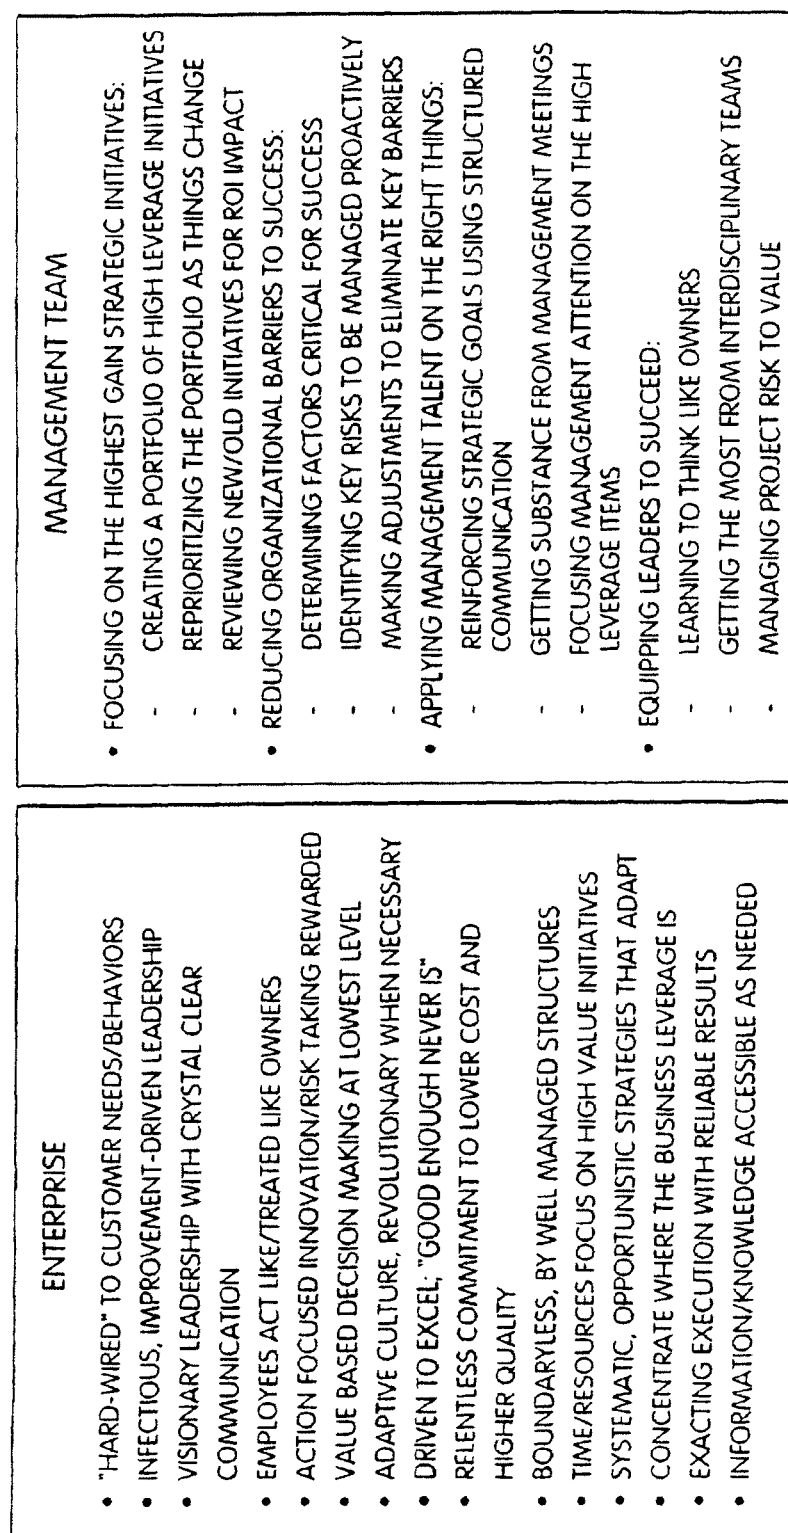 ENTERPRISE
• "HARD-WIRED" TO CUSTOMER NEEDS/BEHAVIORS
• INFECTIOUS, IMPROVEMENT-DRIVEN LEADERSHIP
• VISIONARY LEADERSHIP WITH CRYSTAL CLEAR
COMMUNICATION
• EMPLOYEES ACT LIKE/TREATED LIKE OWNERS
• ACTION FOCUSED INNOVATION/RISK TAKING REWARDED
• VALUE BASED DECISION MAKING AT LOWEST LEVEL
• ADAPTIVE CULTURE, REVOLUTIONARY WHEN NECESSARY
• DRIVEN TO EXCEL; "GOOD ENOUGH NEVER IS"
• RELENTLESS COMMITMENT TO LOWER COST AND
HIGHER QUALITY
• BOUNDARYLESS, BY WELL MANAGED STRUCTURES
• TIME/RESOURCES FOCUS ON HIGH VALUE INITIATIVES
• SYSTEMATIC, OPPORTUNISTIC STRATEGIES THAT ADAPT
• CONCENTRATE WHERE THE BUSINESS LEVERAGE IS
• EXACTING EXECUTION WITH RELIABLE RESULTS
• INFORMATION/KNOWLEDGE ACCESSIBLE AS NEEDED
MANAGEMENT TEAM
• FOCUSING ON THE HIGHEST GAIN STRATEGIC INITIATIVES:
- CREATING A PORTFOLIO OF HIGH LEVERAGE INITIATIVES
- REPRIORITIZING THE PORTFOLIO AS THINGS CHANGE
- REVIEWING NEW/OLD INITIATIVES FOR ROI IMPACT
• REDUCING ORGANIZATIONAL BARRIERS TO SUCCESS:
- DETERMINING FACTORS CRITICAL FOR SUCCESS
- IDENTIFYING KEY RISKS TO BE MANAGED PROACTIVELY
- MAKING ADJUSTMENTS TO ELIMINATE KEY BARRIERS
• APPLYING MANAGEMENT TALENT ON THE RIGHT THINGS:
- REINFORCING STRATEGIC GOALS USING STRUCTURED
COMMUNICATION
- GETTING SUBSTANCE FROM MANAGEMENT MEETINGS
- FOCUSING MANAGEMENT ATTENTION ON THE HIGH
LEVERAGE ITEMS
• EQUIPPING LEADERS TO SUCCEED:
- LEARNING TO THINK LIKE OWNERS
- GETTING THE MOST FROM INTERDISCIPLINARY TEAMS
- MANAGING PROJECT RISK TO VALUE